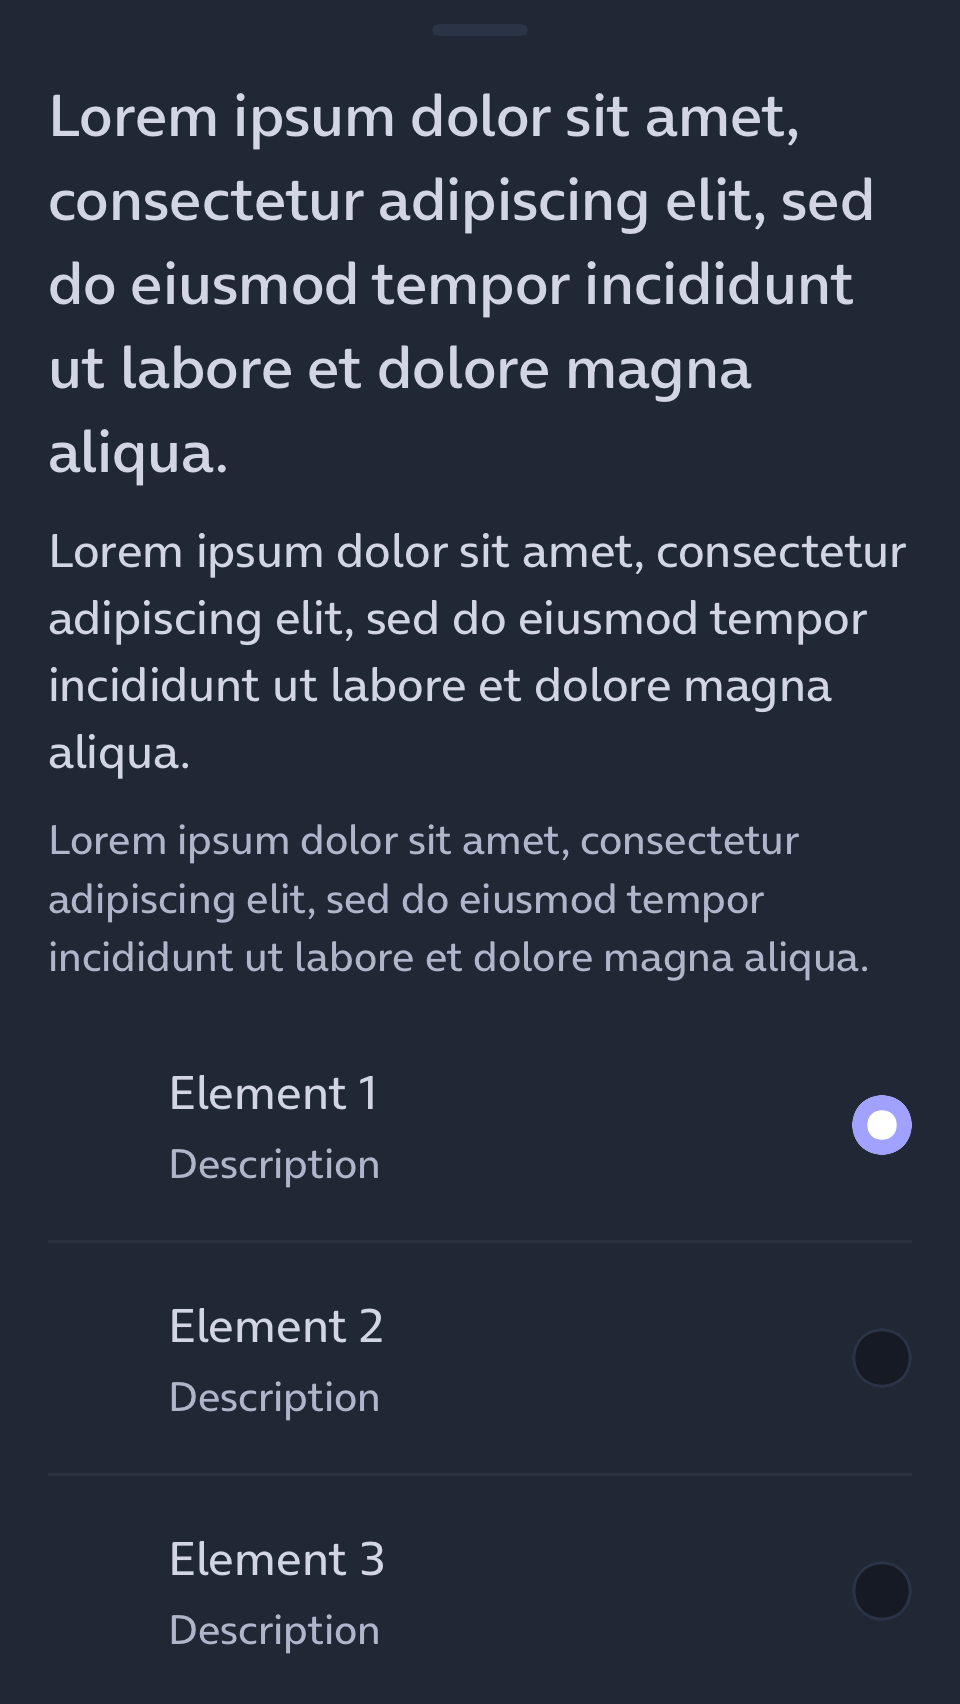 Lorem ipsum dolor sit amet,
consectetur adipiscing elit, sed
do eiusmod tempor incididunt
ut labore et dolore magna
aliqua.
Lorem ipsum dolor sit amet, consectetur
adipiscing elit, sed do eiusmod tempor
incididunt ut labore et dolore magna
aliqua.
Lorem ipsum dolor sit amet, consectetur
adipiscing elit, sed do eiusmod tempor
incididunt ut labore et dolore magna aliqua.
Element 1
Description
Element 2
Description
Element 3
Description